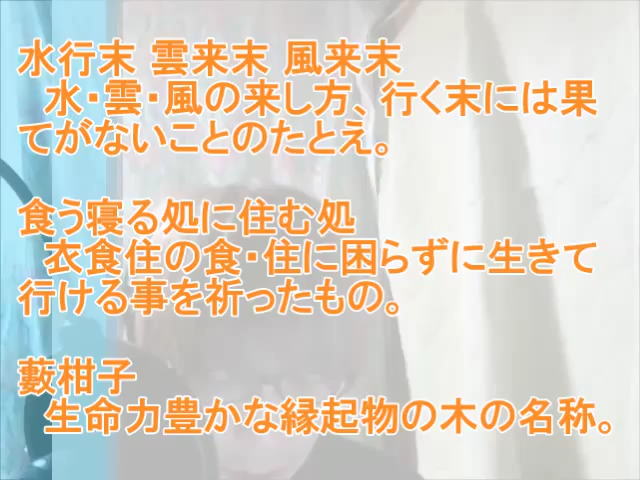 水行末 雲来末 風来末
水・雲・風の来し方、行く末には果
てがないことのたとえ。
食う寝る処に住む処
衣食住の食・住に困らずに生きて
行ける事を祈ったもの。
藪柑子
生命力豊かな縁起物の木の名称。